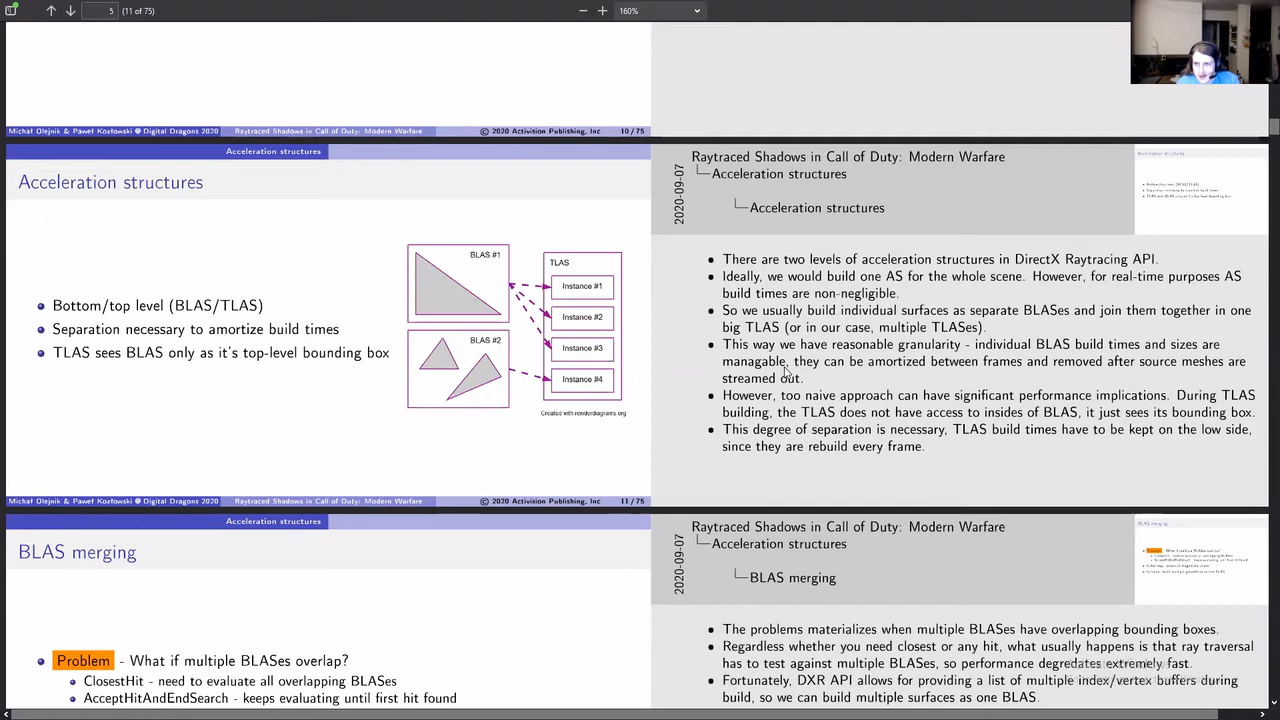 5
(11 of 75)
160%
Michał Olejnik & Paweł Kozłowski @ Digital Dragons 2020
Raytraced Shadows in Call of Duty: Modern Warfare
© 2020 Activision Publishing, Inc
10 / 75
Acceleration structures
Acceleration structures
Bottom/top level (BLAS/TLAS)
Separation necessary to amortize build times
TLAS sees BLAS only as it's top-level bounding box
BLAS #1
BLAS #2
TLAS
Instance #1
Instance #2
Instance #3
Instance #4
Created with renderdiagrams.org
Michał Olejnik & Paweł Kozłowski @ Digital Dragons 2020
Raytraced Shadows in Call of Duty: Modern Warfare
© 2020 Activision Publishing, Inc
11 / 75
2020-09-07
Raytraced Shadows in Call of Duty: Modern Warfare
Acceleration structures
Acceleration structures
There are two levels of acceleration structures in DirectX Raytracing API.
Ideally, we would build one AS for the whole scene. However, for real-time purposes AS
build times are non-negligible.
So we usually build individual surfaces as separate BLASes and join them together in one
big TLAS (or in our case, multiple TLASes).
This way we have reasonable granularity - individual BLAS build times and sizes are
managable, they can be amortized between frames and removed after source meshes are
streamed out.
However, too naive approach can have significant performance implications. During TLAS
building, the TLAS does not have access to insides of BLAS, it just sees its bounding box.
This degree of separation is necessary, TLAS build times have to be kept on the low side,
since they are rebuild every frame.
Acceleration structures
BLAS merging
Problem - What if multiple BLASes overlap?
ClosestHit - need to evaluate all overlapping BLASes
AcceptHitAndEndSearch - keeps evaluating until first hit found
2020-09-07
Raytraced Shadows in Call of Duty: Modern Warfare
Acceleration structures
BLAS merging
BLAS merging
The problems materializes when multiple BLASes have overlapping bounding boxes.
Regardless whether you need closest or any hit, what usually happens is that ray traversal
has to test against multiple BLASes, so performance degredates extremely fast.
Fortunately, DXR API allows for providing a list of multiple index/vertex buffers during
build, so we can build multiple surfaces as one BLAS.